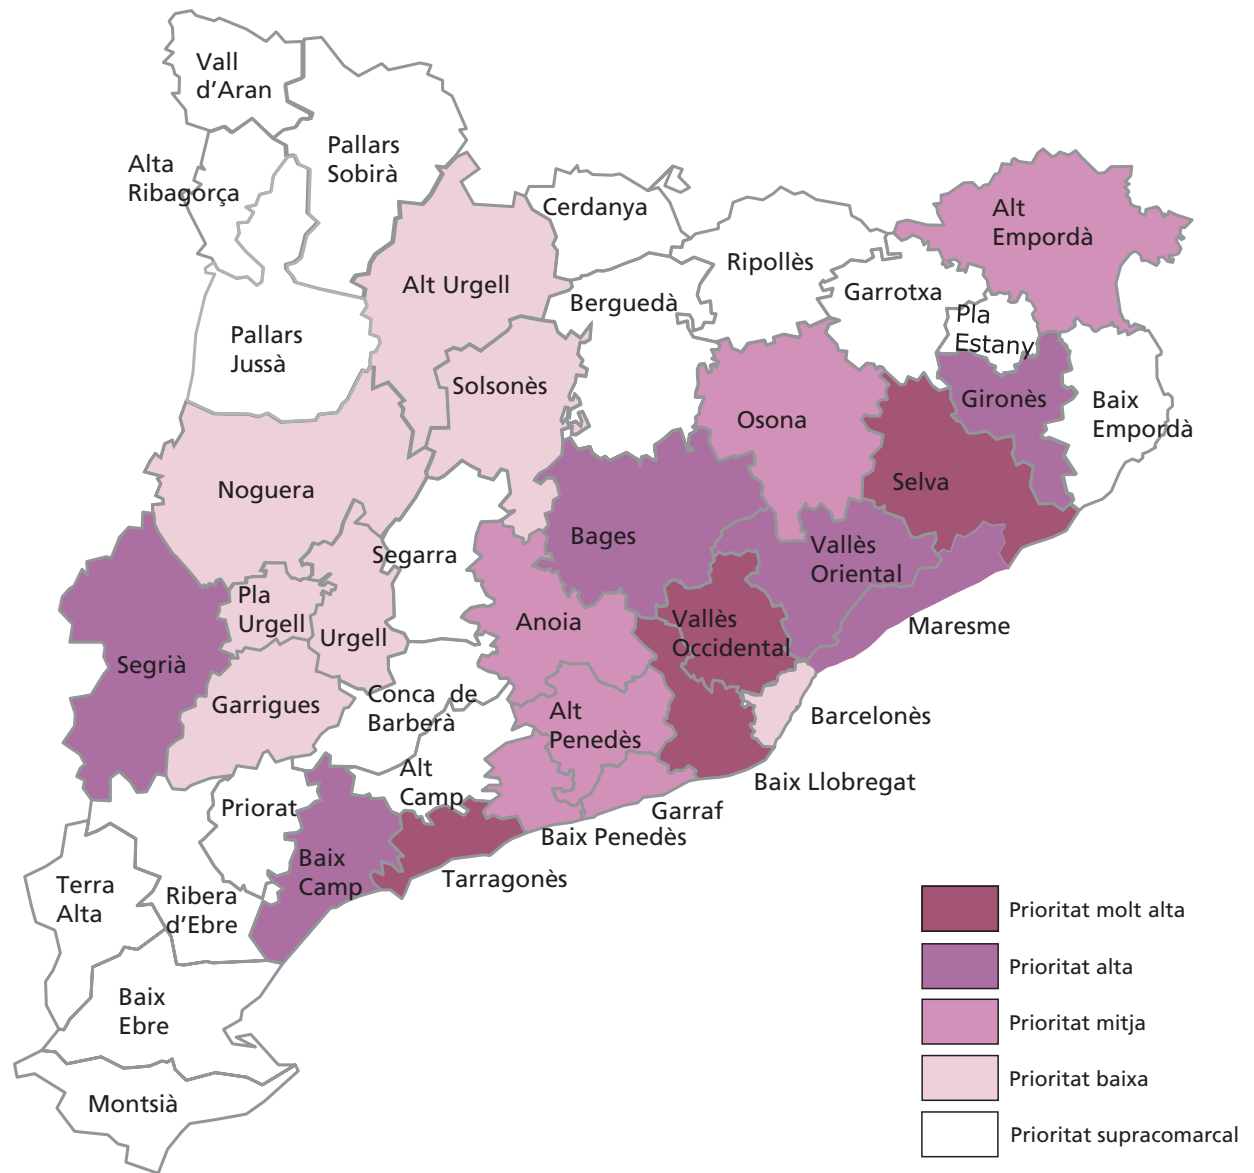 Vall
d'Aran
Pallars
Sobirà
Alta
Ribagorça
Cerdanya
Alt
Empordà
Ripollès
Alt Urgell
Garrotxa
Berguedà
Pla
Estany
Pallars
Jussà
Solsonès
Gironès
Baix
Empordà
Osona
Noguera
Selva
Bages
Segarra
Vallès
Oriental
Pla
Urgell
Urgell
Anoia
Vallès
Occidental
Maresme
Segrià
Garrigues
Conca de
Barberà
Alt
Penedès
Barcelonès
Alt
Camp
Baix Llobregat
Priorat
Garraf
Baix Penedès
Baix
Camp
Tarragonès
Terra
Alta
Ribera
d'Ebre
Baix
Ebre
Montsià
Prioritat molt alta
Prioritat alta
Prioritat mitja
Prioritat baixa
Prioritat supracomarcal